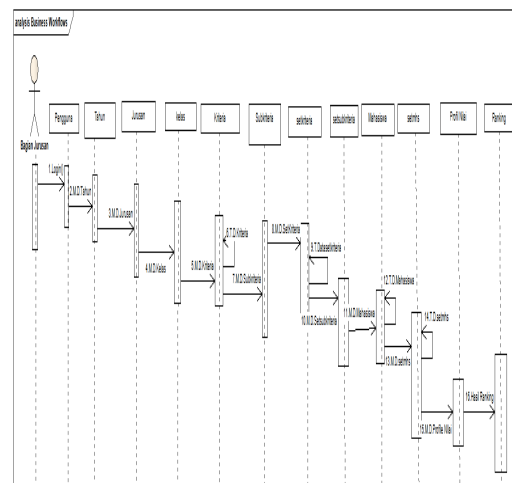 analysis Business Workflows
Bagian Jurusan
Pengguna
Tahun
Jurusan
kelas
Kriteria
Subkriteria
setkriteria
setsubkriteria
Mahasiswa
setmhs
Profil Nilai
Ranking
1.Login()
2.M.D.Tahun
3.M.D.Jurusan
4.M.D.Kelas
5.M.D.Kriteria
6.T.D.Kriteria
7.M.D.Subkriteria
8.M.D.SetKriteria
9.T.Datasetkriteria
10.M.D.Setsubkriteria
11.M.D.Mahasiswa
12.T.D.Mahasiswa
13.M.D.setmhs
14.T.D.setmhs
15.M.D.Profile Nilai
16.Hasil Ranking